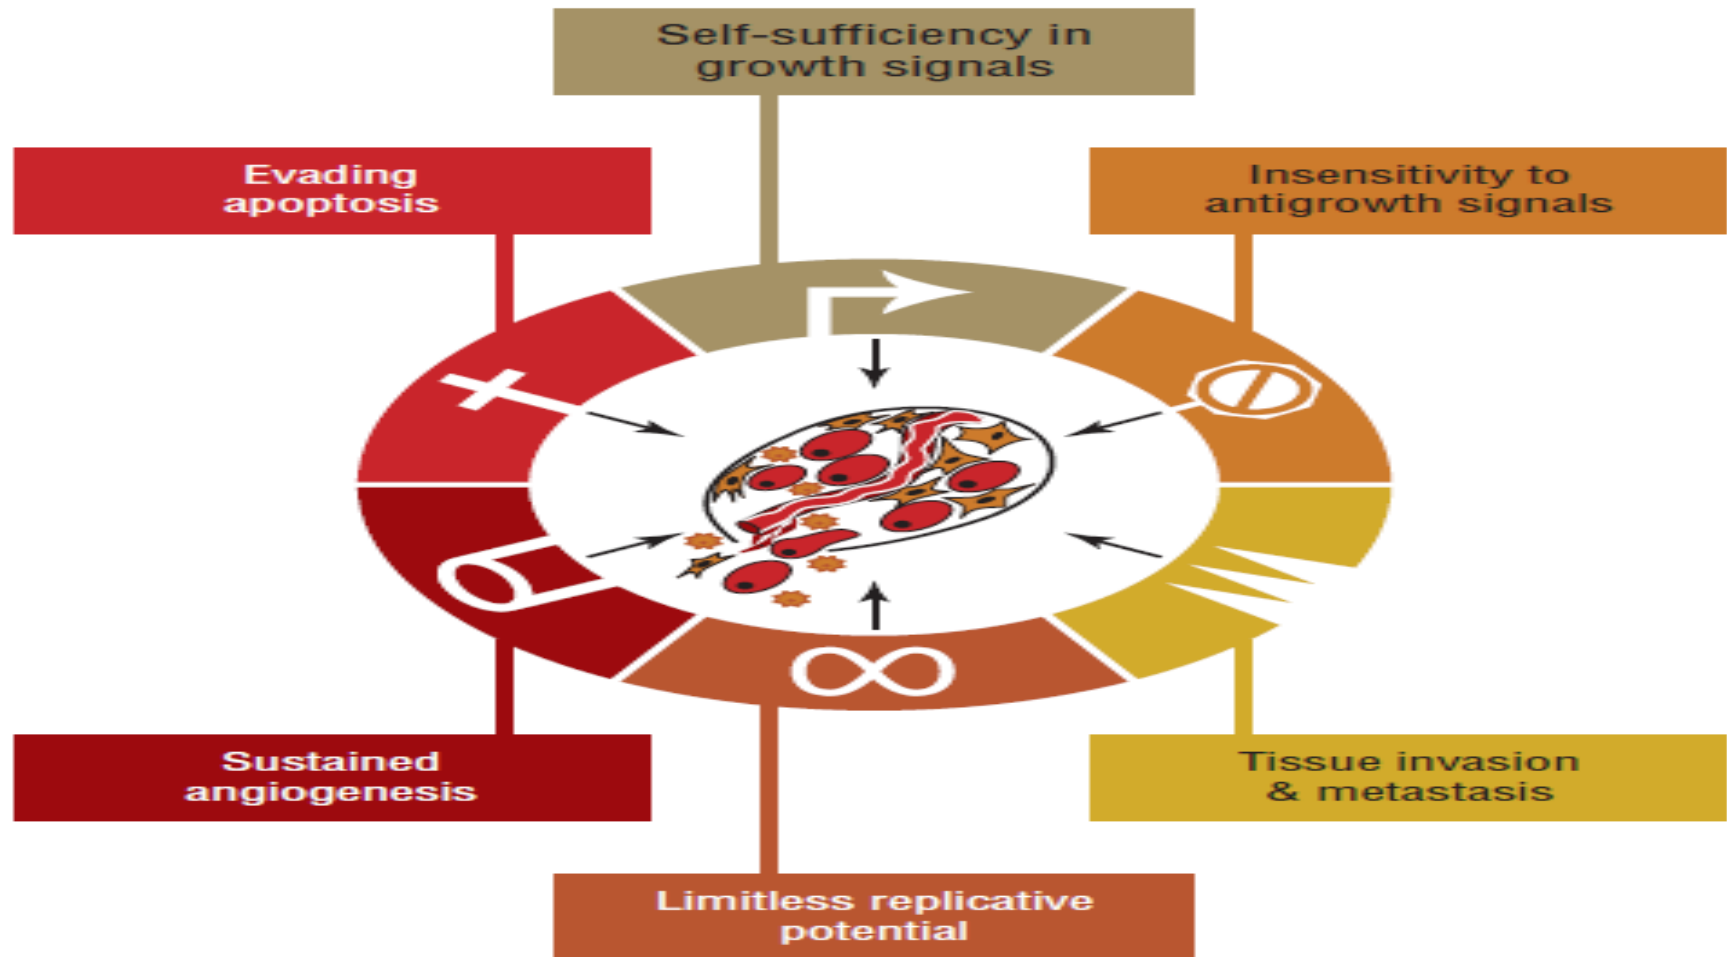 Self-sufficiency in
growth signals
Evading
apoptosis
Insensitivity to
antigrowth signals
Sustained
angiogenesis
Tissue invasion
& metastasis
Limitless replicative
potential